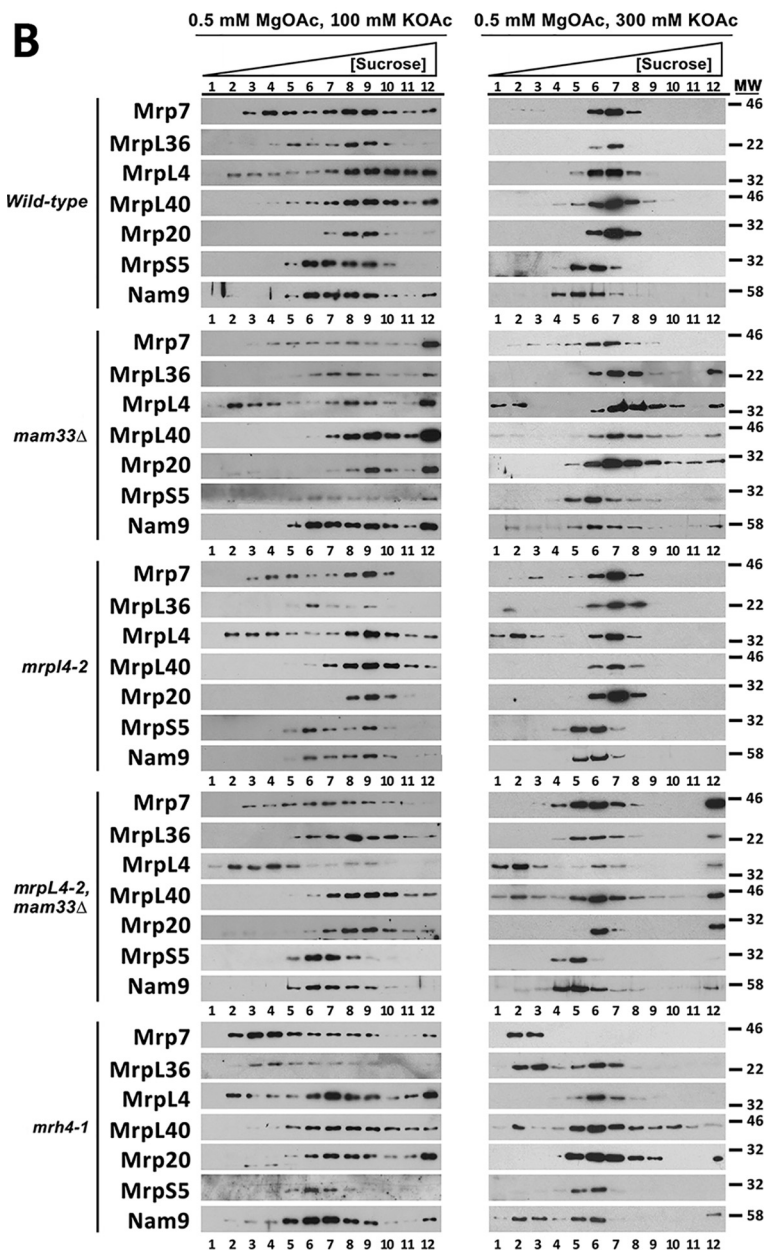 B
0.5 mM MgOAc, 100 mM KOAc 0.5 mM MgOAc, 300 mM KOAc
[Sucrose] [Sucrose]
1 2 3 4 5 6 7 8 9 10 11 12 1 2 3 4 5 6 7 8 9 10 11 12 MW
Wild-type
Mrp7 46
MrpL36 22
MrpL4 32
MrpL40 46
Mrp20 32
MrpS5 32
Nam9 58
1 2 3 4 5 6 7 8 9 10 11 12 1 2 3 4 5 6 7 8 9 10 11 12
mam33Δ
Mrp7 46
MrpL36 22
MrpL4 32
MrpL40 46
Mrp20 32
MrpS5 32
Nam9 58
1 2 3 4 5 6 7 8 9 10 11 12 1 2 3 4 5 6 7 8 9 10 11 12
mrpl4-2
Mrp7 46
MrpL36 22
MrpL4 32
MrpL40 46
Mrp20 32
MrpS5 32
Nam9 58
1 2 3 4 5 6 7 8 9 10 11 12 1 2 3 4 5 6 7 8 9 10 11 12
mrpL4-2,
mam33Δ
Mrp7 46
MrpL36 22
MrpL4 32
MrpL40 46
Mrp20 32
MrpS5 32
Nam9 58
1 2 3 4 5 6 7 8 9 10 11 12 1 2 3 4 5 6 7 8 9 10 11 12
mrh4-1
Mrp7 46
MrpL36 22
MrpL4 32
MrpL40 46
Mrp20 32
MrpS5 32
Nam9 58
1 2 3 4 5 6 7 8 9 10 11 12 1 2 3 4 5 6 7 8 9 10 11 12